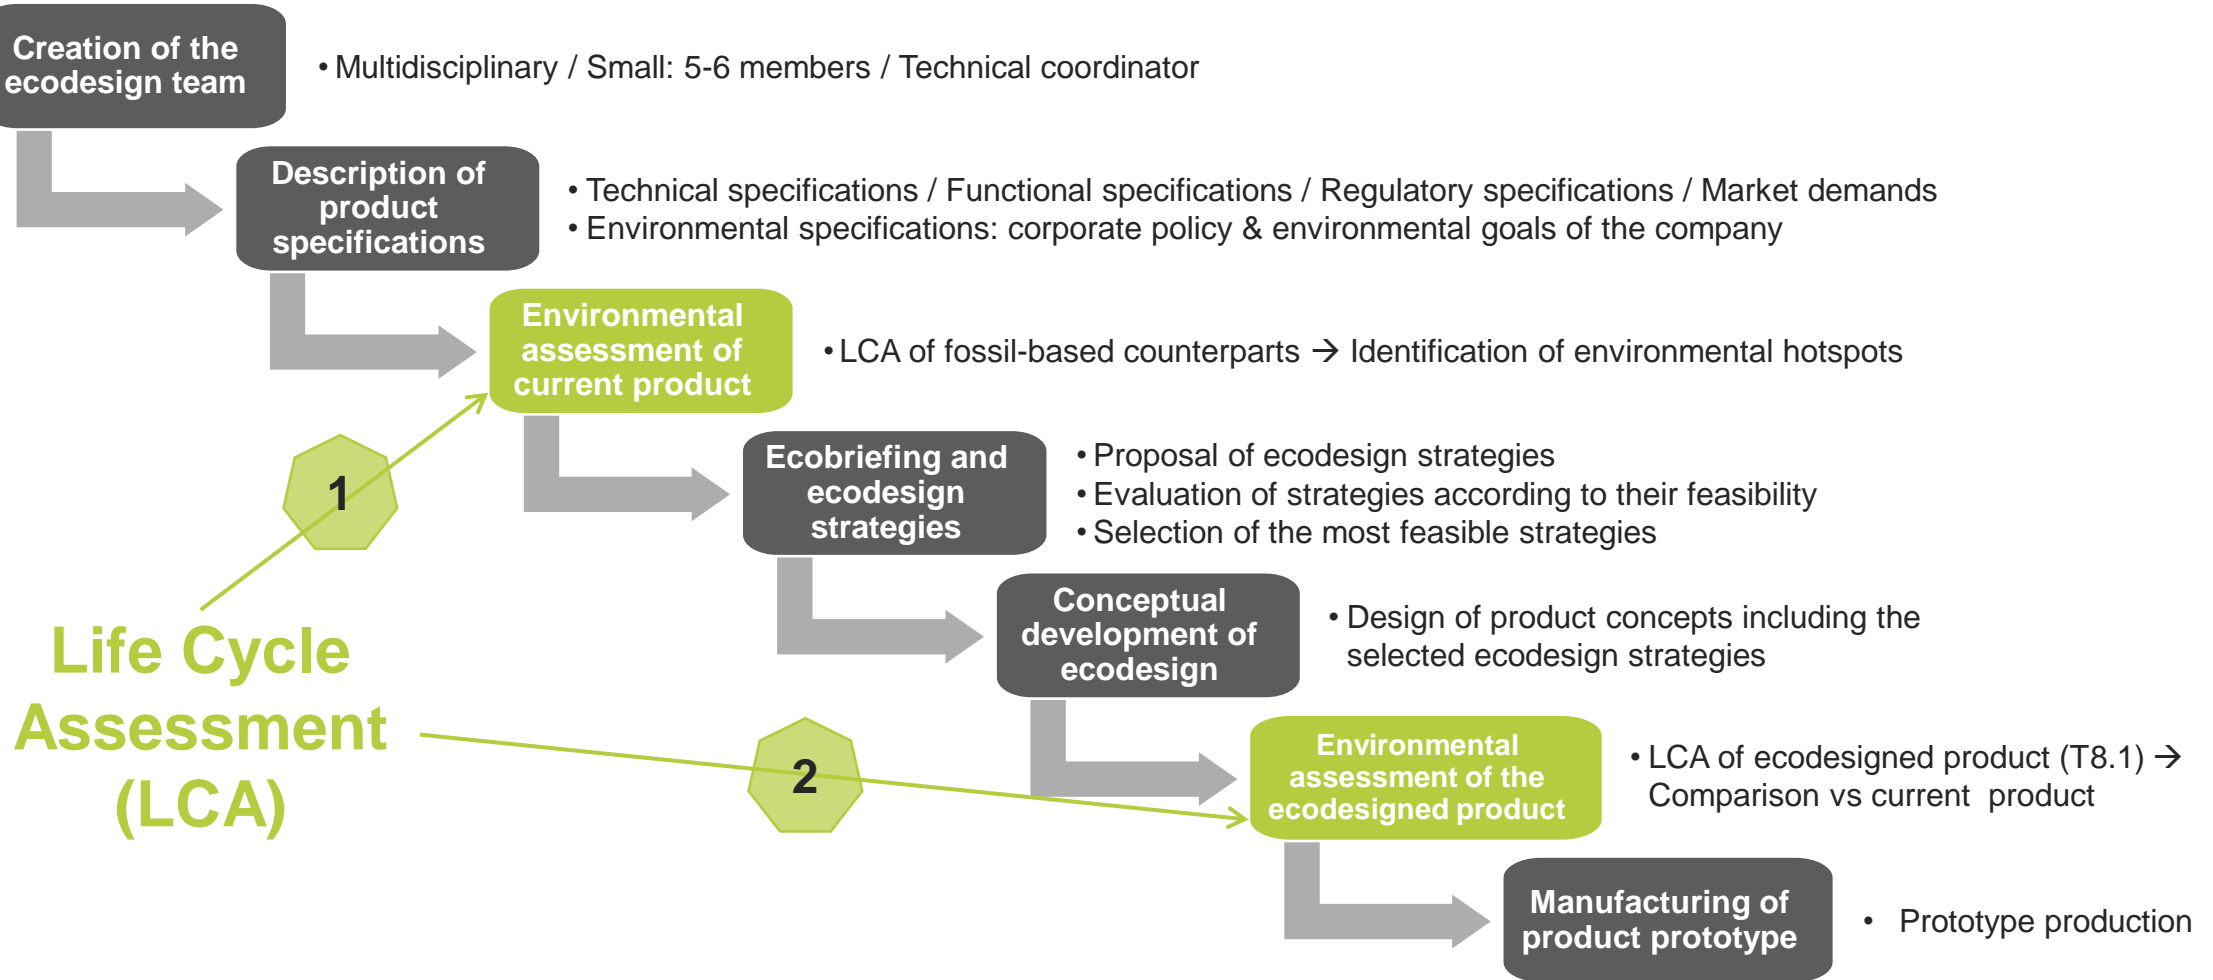 Creation of the
ecodesign team
• Multidisciplinary / Small: 5-6 members / Technical coordinator
Description of
product
specifications
• Technical specifications / Functional specifications / Regulatory specifications / Market demands
• Environmental specifications: corporate policy & environmental goals of the company
Environmental
assessment of
current product
• LCA of fossil-based counterparts → Identification of environmental hotspots
Ecobriefing and
ecodesign
strategies
• Proposal of ecodesign strategies
• Evaluation of strategies according to their feasibility
• Selection of the most feasible strategies
1
Conceptual
development of
ecodesign
• Design of product concepts including the
selected ecodesign strategies
Life Cycle
Assessment
(LCA)
2
Environmental
assessment of the
ecodesigned product
• LCA of ecodesigned product (T8.1) →
Comparison vs current product
Manufacturing of
product prototype
• Prototype production